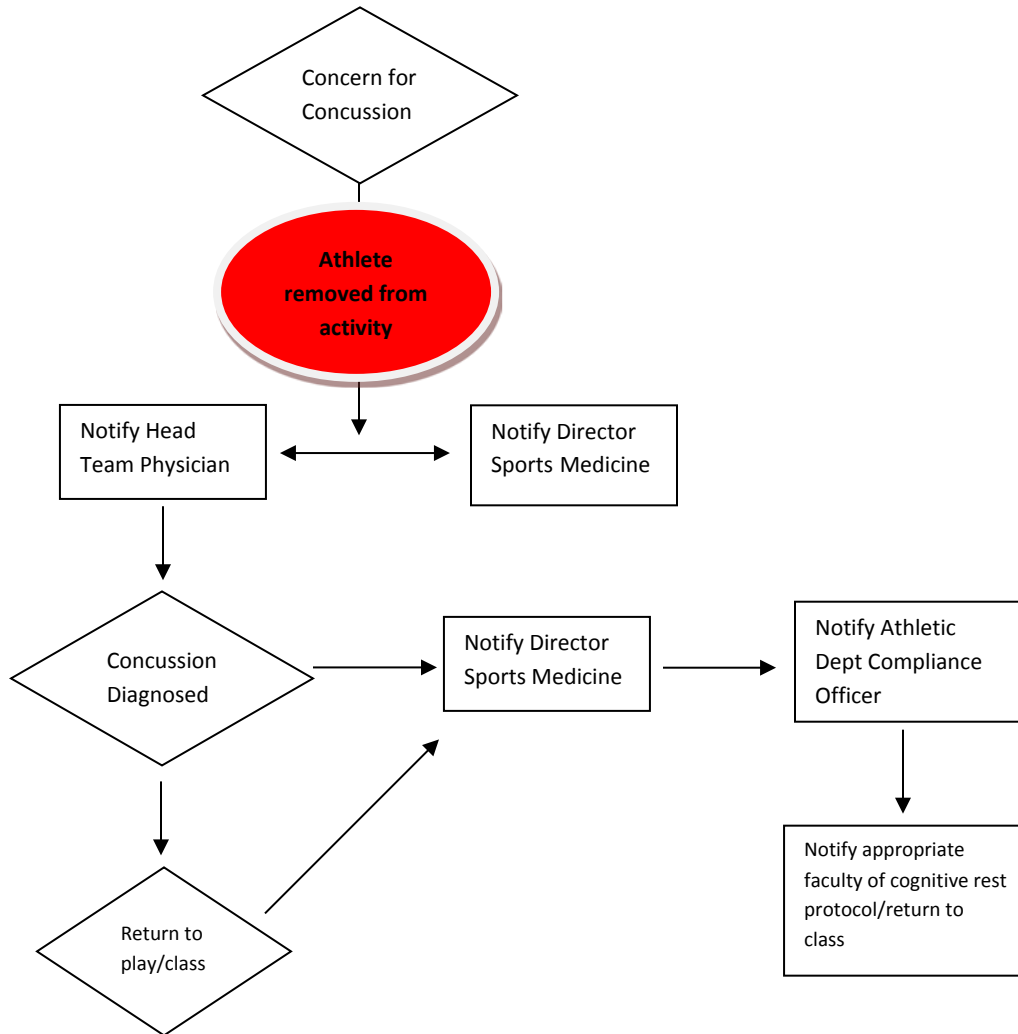 Concern for
Concussion
Athlete
removed from
activity
Notify Head
Team Physician
Notify Director
Sports Medicine
Concussion
Diagnosed
Notify Director
Sports Medicine
Notify Athletic
Dept Compliance
Officer
Return to
play/class
Notify appropriate
faculty of cognitive rest
protocol/return to
class